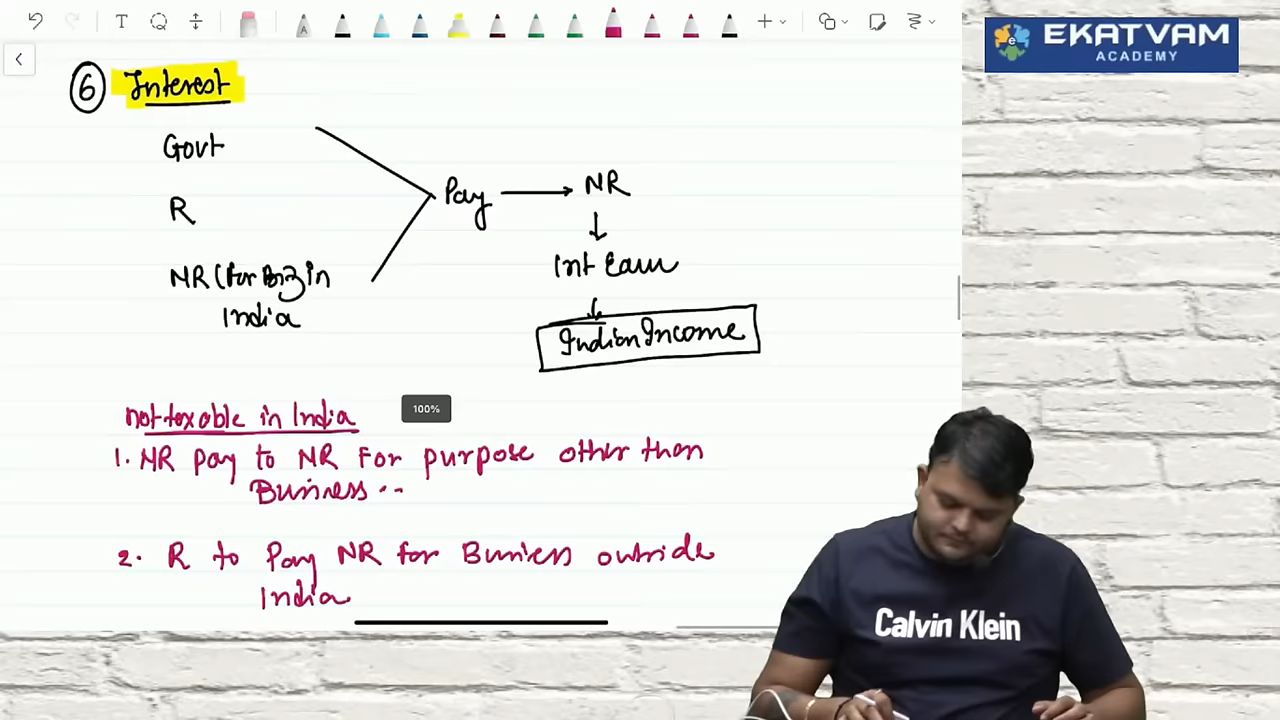 T
A
EKATVAM
ACADEMY
6 Interest
Govt
R
NR (For Biz) in
India
Pay
NR
Int Earn
Indian Income
not taxable in India
100%
1. NR pay to NR For purpose other than
Business..
2. R to Pay NR for Business outside
India
Calvin Klein